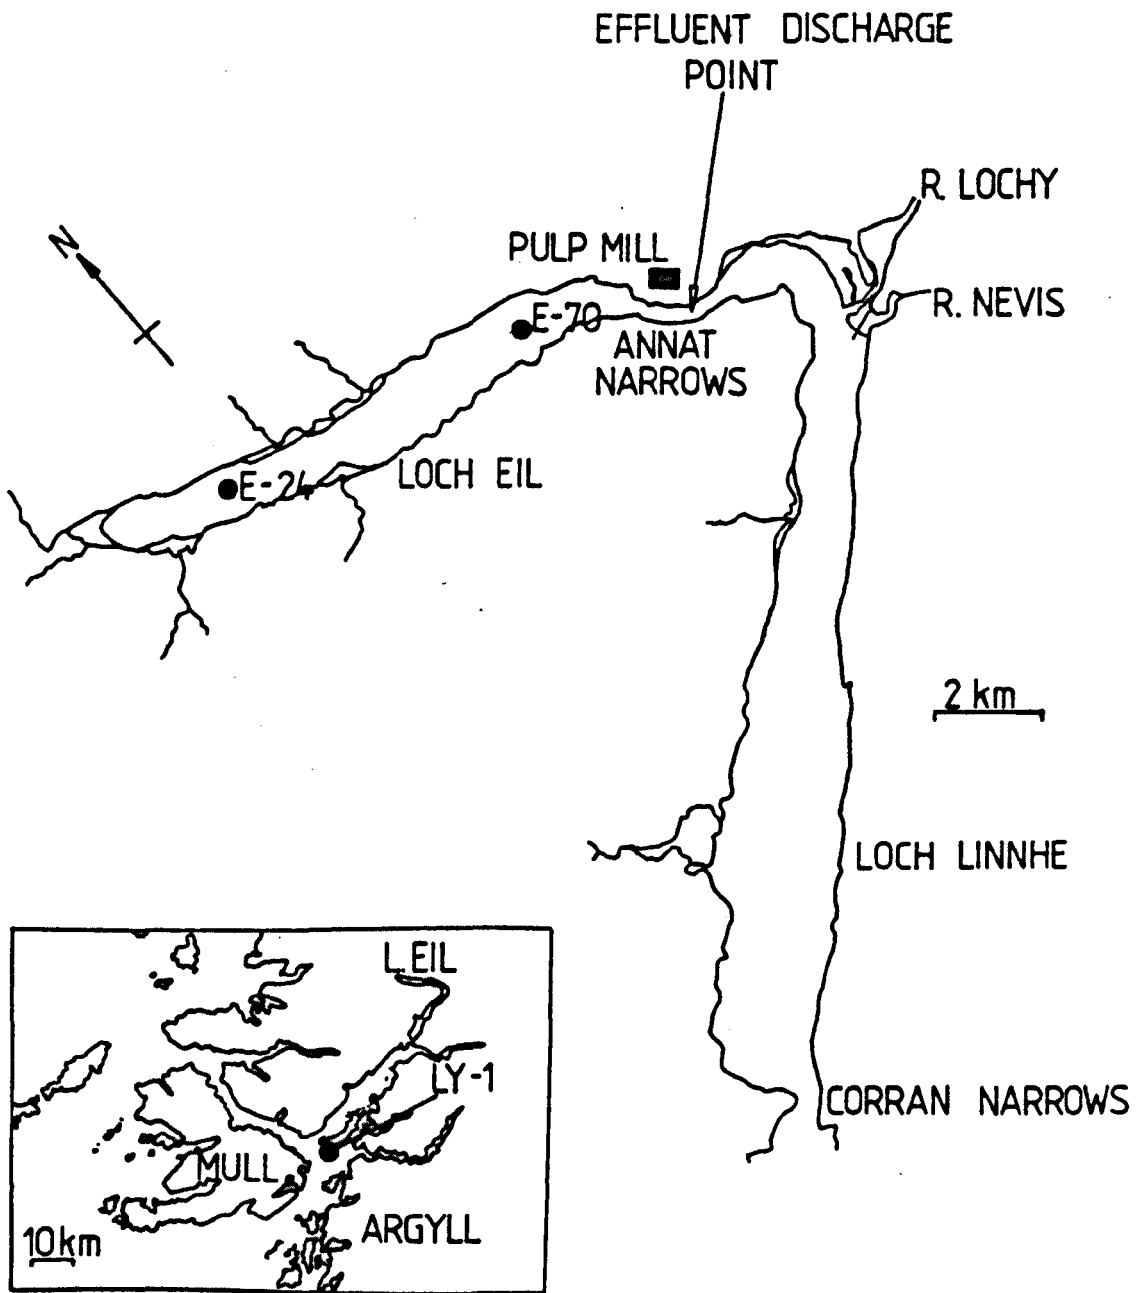 EFFLUENT DISCHARGE
POINT
R. LOCHY
N
PULP MILL
R. NEVIS
E-70
ANNAT
NARROWS
LOCH EIL
E-24
2 km
LOCH LINNHE
L.EIL
LY-1
CORRAN NARROWS
MULL
ARGYLL
10km